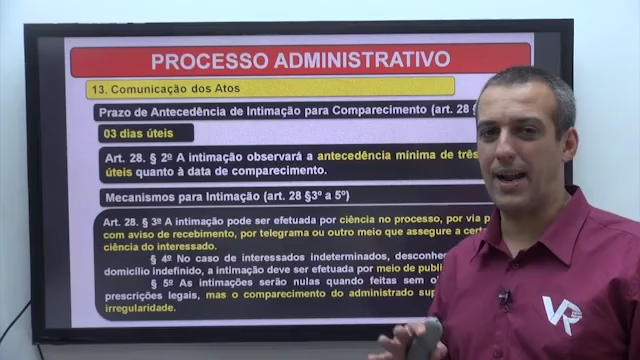 PROCESSO ADMINISTRATIVO
13. Comunicação dos Atos
Prazo de Antecedência de Intimação para Comparecimento (art. 28 §
03 dias úteis
Art. 28. § 2º A intimação observará a antecedência mínima de três
úteis quanto à data de comparecimento.
Mecanismos para Intimação (art. 28 §3º a 5º)
Art. 28. § 3º A intimação pode ser efetuada por ciência no processo, por via
com aviso de recebimento, por telegrama ou outro meio que assegure a
ciência do interessado.
§ 4º No caso de interessados indeterminados,
domicílio indefinido, a intimação deve ser efetuada por meio de
§ 5º As intimações serão nulas quando feitas sem
prescrições legais, mas o comparecimento do administrado
irregularidade.
VR